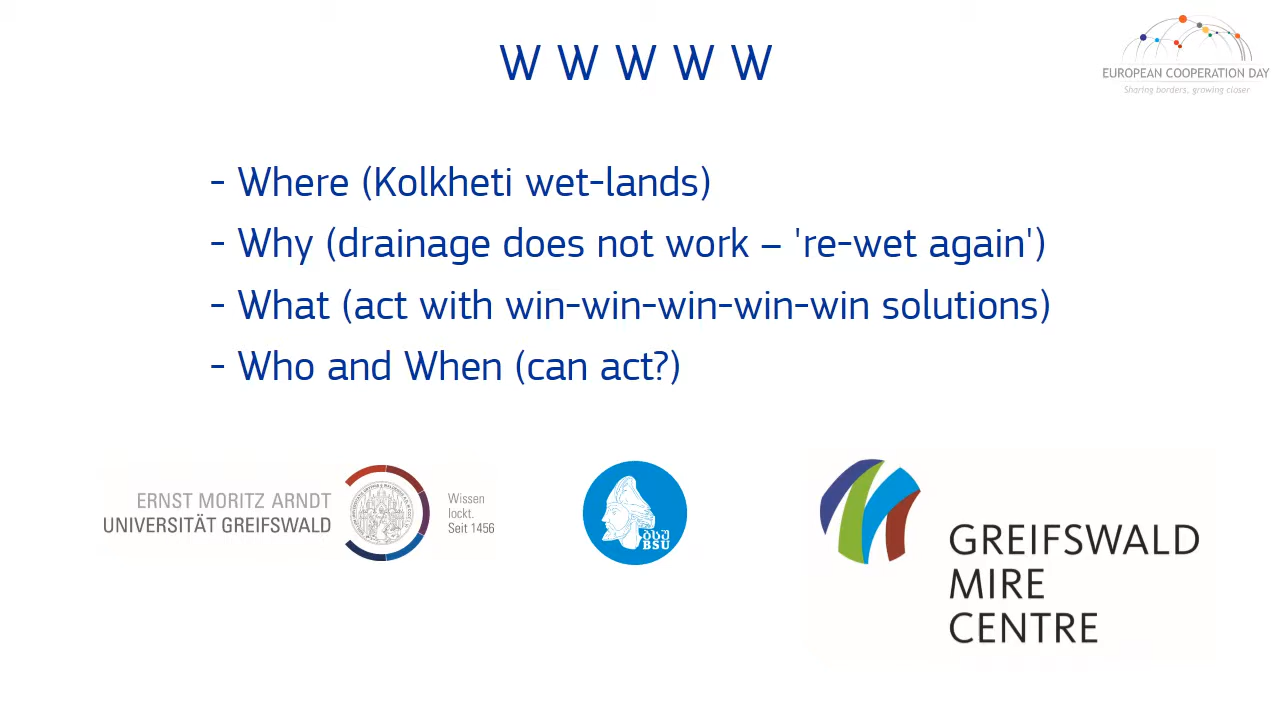 W W W W W
EUROPEAN COOPERATION DAY
Sharing borders, growing closer
- Where (Kolkheti wet-lands)
- Why (drainage does not work – 're-wet again')
- What (act with win-win-win-win-win solutions)
- Who and When (can act?)
ERNST MORITZ ARNDT
UNIVERSITÄT GREIFSWALD
Wissen
lockt.
Seit 1456
ბსუ
BSU
GREIFSWALD
MIRE
CENTRE